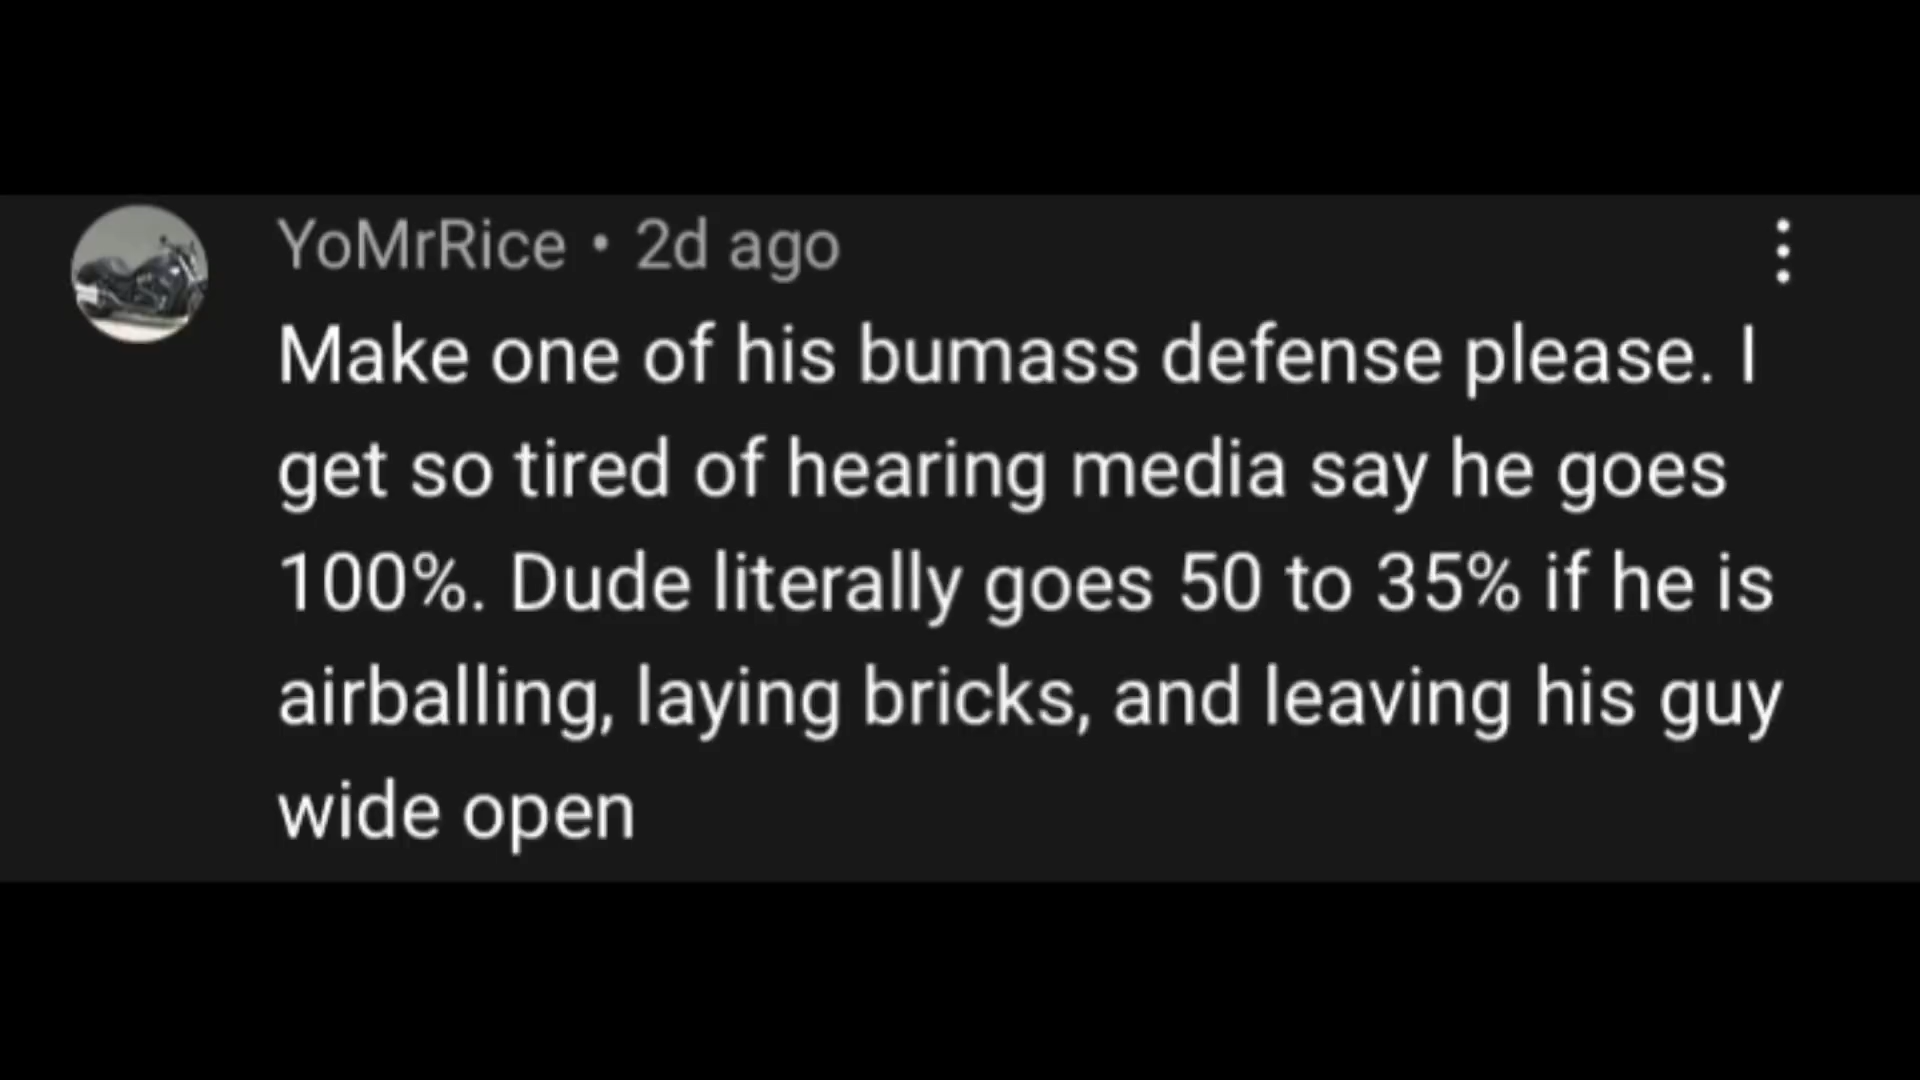 YoMrRice • 2d ago
Make one of his bumass defense please. I
get so tired of hearing media say he goes
100%. Dude literally goes 50 to 35% if he is
airballing, laying bricks, and leaving his guy
wide open